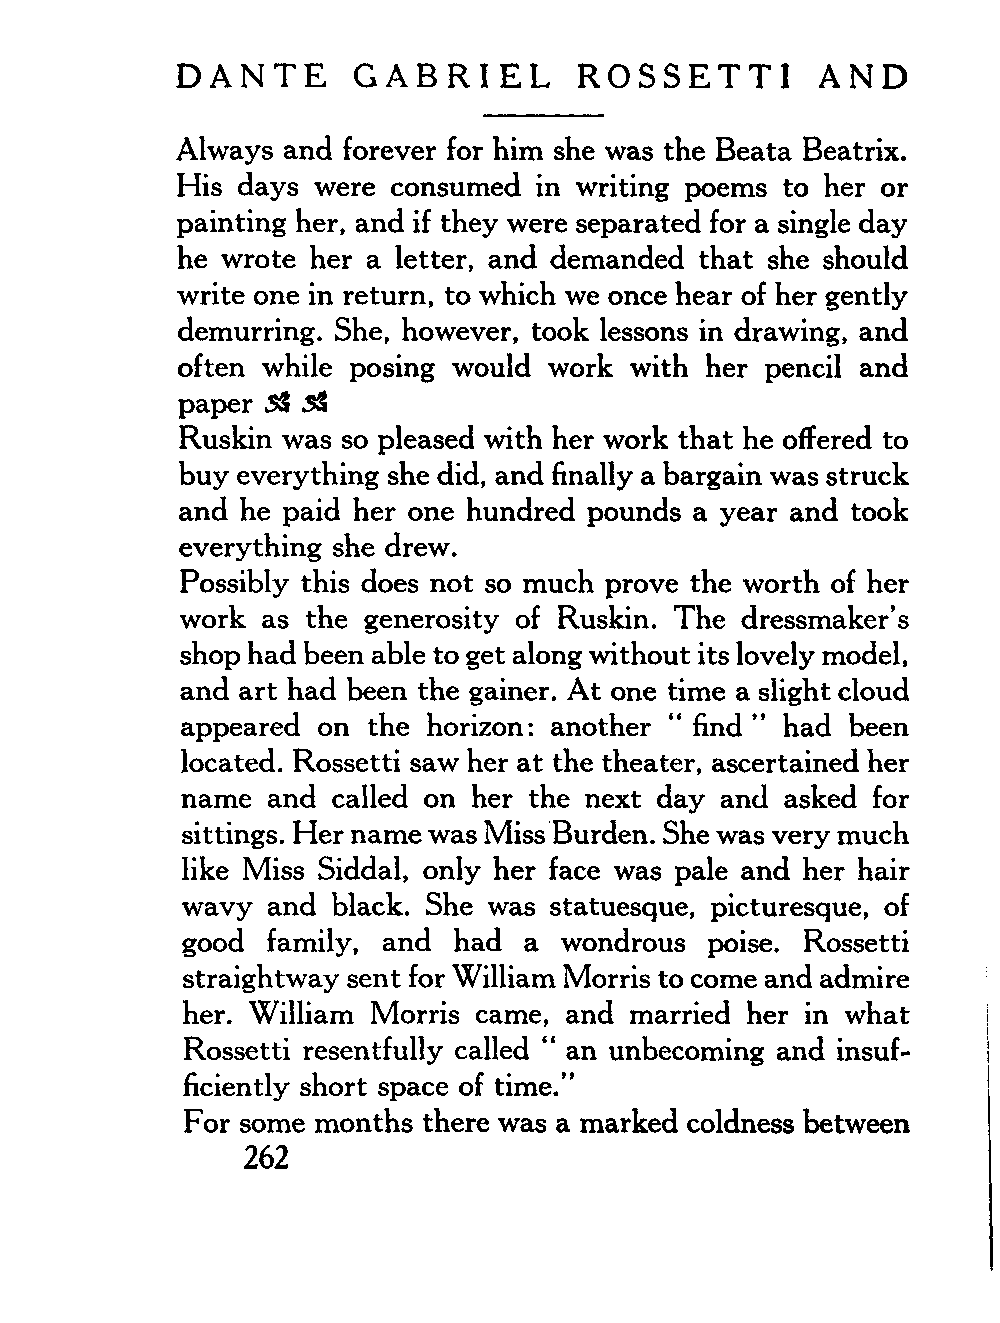 DANTE GABRIEL ROSSETTI AND
Always and forever for him she was the Beata Beatrix.
His days were consumed in writing poems to her or
painting her, and if they were separated for a single day
he wrote her a letter, and demanded that she should
write one in return, to which we once hear of her gently
demurring. She, however, took lessons in drawing, and
often while posing would work with her pencil and
paper
Ruskin was so pleased with her work that he offered to
buy everything she did, and finally a bargain was struck
and he paid her one hundred pounds a year and took
everything she drew.
Possibly this does not so much prove the worth of her
work as the generosity of Ruskin. The dressmaker's
shop had been able to get along without its lovely model,
and art had been the gainer. At one time a slight cloud
appeared on the horizon: another “ find ” had been
located. Rossetti saw her at the theater, ascertained her
name and called on her the next day and asked for
sittings. Her name was Miss Burden. She was very much
like Miss Siddal, only her face was pale and her hair
wavy and black. She was statuesque, picturesque, of
good family, and had a wondrous poise. Rossetti
straightway sent for William Morris to come and admire
her. William Morris came, and married her in what
Rossetti resentfully called “ an unbecoming and insuf-
ficiently short space of time.”
For some months there was a marked coldness between
262